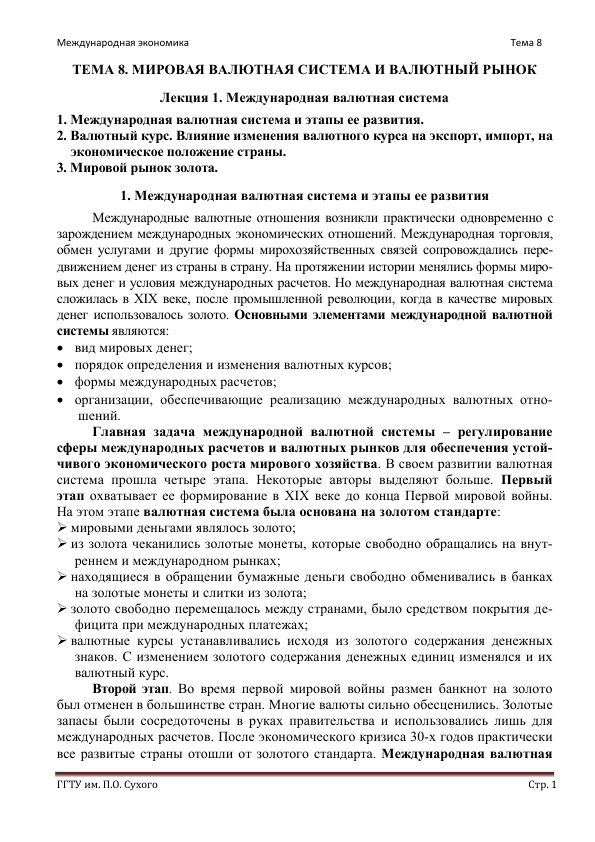 Международная экономика Тема 8
ТЕМА 8. МИРОВАЯ ВАЛЮТНАЯ СИСТЕМА И ВАЛЮТНЫЙ РЫНОК
Лекция 1. Международная валютная система
1. Международная валютная система и этапы ее развития.
2. Валютный курс. Влияние изменения валютного курса на экспорт, импорт, на
экономическое положение страны.
3. Мировой рынок золота.
1. Международная валютная система и этапы ее развития
Международные валютные отношения возникли практически одновременно с
зарождением международных экономических отношений. Международная торговля,
обмен услугами и другие формы мирохозяйственных связей сопровождались пере-
движением денег из страны в страну. На протяжении истории менялись формы миро-
вых денег и условия международных расчетов. Но международная валютная система
сложилась в XIX веке, после промышленной революции, когда в качестве мировых
денег использовалось золото. Основными элементами международной валютной
системы являются:
• вид мировых денег;
• порядок определения и изменения валютных курсов;
• формы международных расчетов;
• организации, обеспечивающие реализацию международных валютных отно-
шений.
Главная задача международной валютной системы – регулирование
сферы международных расчетов и валютных рынков для обеспечения устой-
чивого экономического роста мирового хозяйства. В своем развитии валютная
система прошла четыре этапа. Некоторые авторы выделяют больше. Первый
этап охватывает ее формирование в XIX веке до конца Первой мировой войны.
На этом этапе валютная система была основана на золотом стандарте:
➢ мировыми деньгами являлось золото;
➢ из золота чеканились золотые монеты, которые свободно обращались на внут-
реннем и международном рынках;
➢ находящиеся в обращении бумажные деньги свободно обменивались в банках
на золотые монеты и слитки из золота;
➢ золото свободно перемещалось между странами, было средством покрытия де-
фицита при международных платежах;
➢ валютные курсы устанавливались исходя из золотого содержания денежных
знаков. С изменением золотого содержания денежных единиц изменялся и их
валютный курс.
Второй этап. Во время первой мировой войны размен банкнот на золото
был отменен в большинстве стран. Многие валюты сильно обесценились. Золотые
запасы были сосредоточены в руках правительства и использовались лишь для
международных расчетов. После экономического кризиса 30-х годов практически
все развитые страны отошли от золотого стандарта. Международная валютная
ГГТУ им. П.О. Сухого Стр. 1